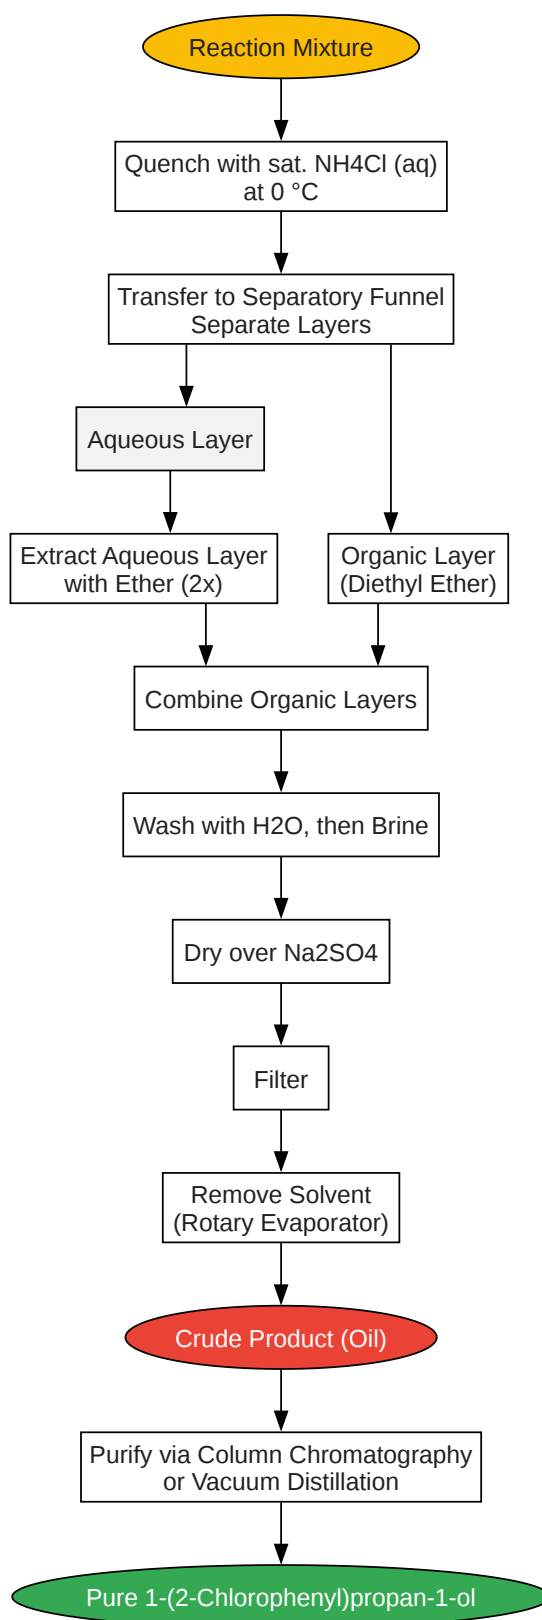 Reaction Mixture
Quench with sat. NH4Cl (aq)
at 0 °C
Transfer to Separatory Funnel
Separate Layers
Aqueous Layer
Extract Aqueous Layer
with Ether (2x)
Organic Layer
(Diethyl Ether)
Combine Organic Layers
Wash with H2O, then Brine
Dry over Na2SO4
Filter
Remove Solvent
(Rotary Evaporator)
Crude Product (Oil)
Purify via Column Chromatography
or Vacuum Distillation
Pure 1-(2-Chlorophenyl)propan-1-ol